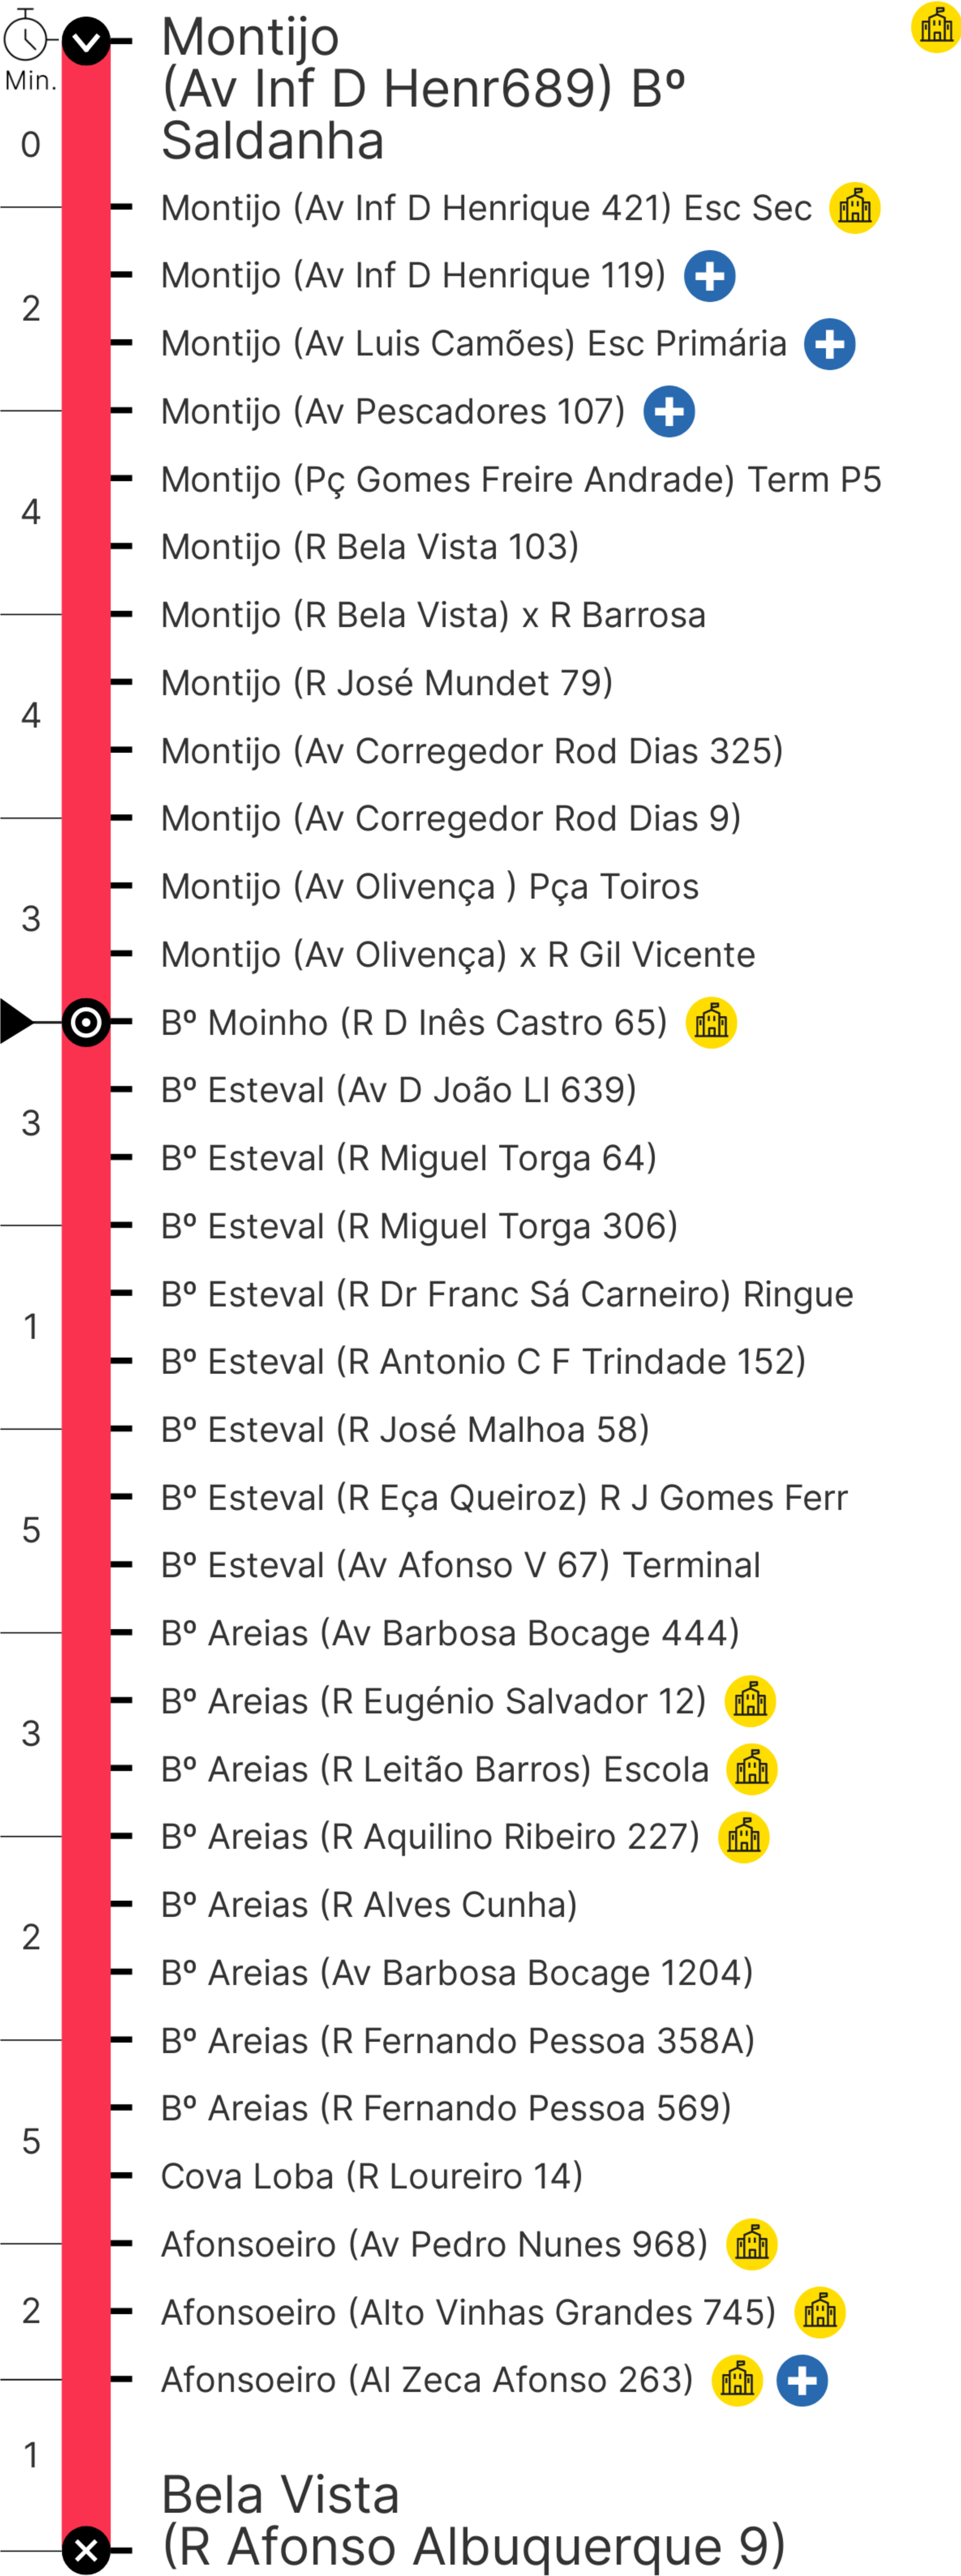 Montijo
Min.
(Av Inf D Henr689) Bº
0
Saldanha
Montijo (Av Inf D Henrique 421) Esc Sec
Montijo (Av Inf D Henrique 119)
2
Montijo (Av Luis Camões) Esc Primária
Montijo (Av Pescadores 107)
Montijo (Pç Gomes Freire Andrade) Term P5
4
Montijo (R Bela Vista 103)
Montijo (R Bela Vista) x R Barrosa
Montijo (R José Mundet 79)
4
Montijo (Av Corregedor Rod Dias 325)
Montijo (Av Corregedor Rod Dias 9)
Montijo (Av Olivença ) Pça Toiros
3
Montijo (Av Olivença) x R Gil Vicente
Bº Moinho (R D Inês Castro 65)
Bº Esteval (Av D João LI 639)
3
Bº Esteval (R Miguel Torga 64)
Bº Esteval (R Miguel Torga 306)
Bº Esteval (R Dr Franc Sá Carneiro) Ringue
1
Bº Esteval (R Antonio C F Trindade 152)
Bº Esteval (R José Malhoa 58)
Bº Esteval (R Eça Queiroz) R J Gomes Ferr
5
Bº Esteval (Av Afonso V 67) Terminal
Bº Areias (Av Barbosa Bocage 444)
Bº Areias (R Eugénio Salvador 12)
3
Bº Areias (R Leitão Barros) Escola
Bº Areias (R Aquilino Ribeiro 227)
Bº Areias (R Alves Cunha)
2
Bº Areias (Av Barbosa Bocage 1204)
Bº Areias (R Fernando Pessoa 358A)
Bº Areias (R Fernando Pessoa 569)
5
Cova Loba (R Loureiro 14)
Afonsoeiro (Av Pedro Nunes 968)
2
Afonsoeiro (Alto Vinhas Grandes 745)
Afonsoeiro (Al Zeca Afonso 263)
1
Bela Vista
(R Afonso Albuquerque 9)